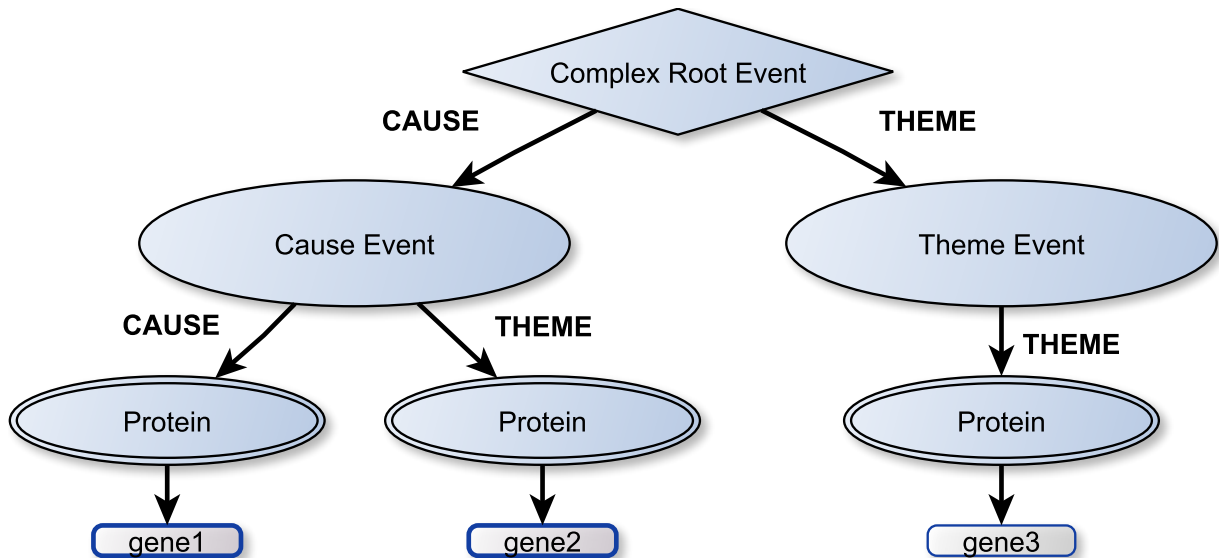 Complex Root Event
CAUSE
THEME
Cause Event
Theme Event
CAUSE
THEME
THEME
Protein
Protein
Protein
gene1
gene2
gene3